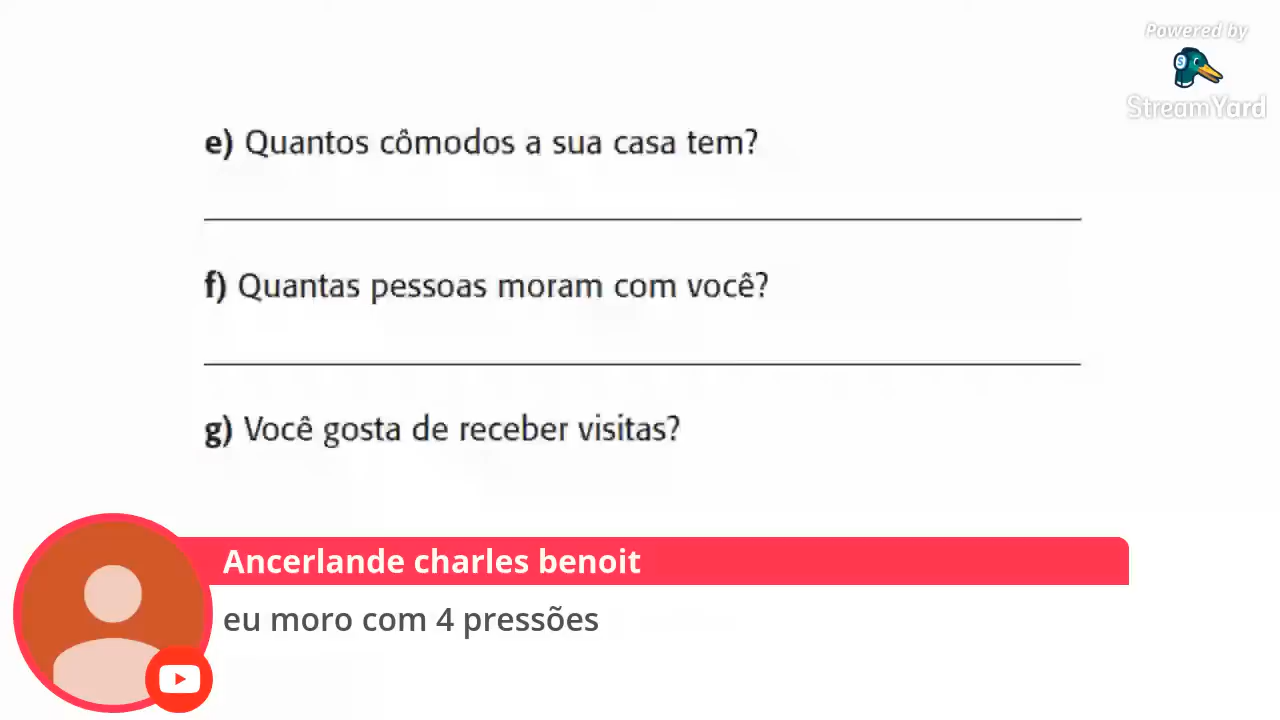 Powered by
StreamYard
e) Quantos cômodos a sua casa tem?
f) Quantas pessoas moram com você?
g) Você gosta de receber visitas?
Ancerlande charles benoit
eu moro com 4 pressões